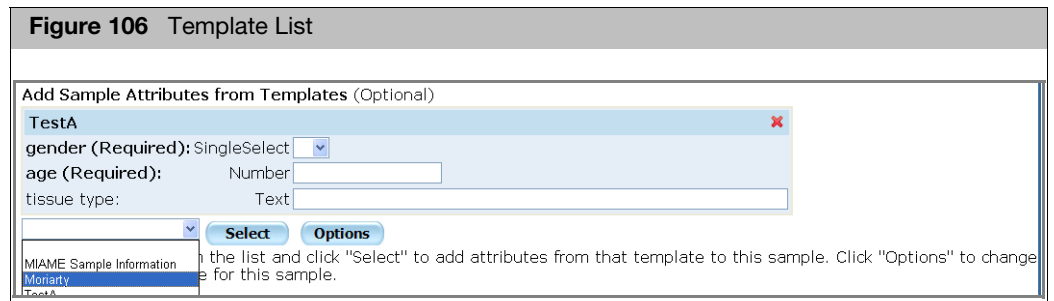 Figure 106 Template List
Add Sample Attributes from Templates (Optional)
TestA
gender (Required): SingleSelect
age (Required): Number
tissue type: Text
Select Options
MIAME Sample Information
the list and click "Select" to add attributes from that template to this sample. Click "Options" to change
Moriarty
for this sample.
TestA